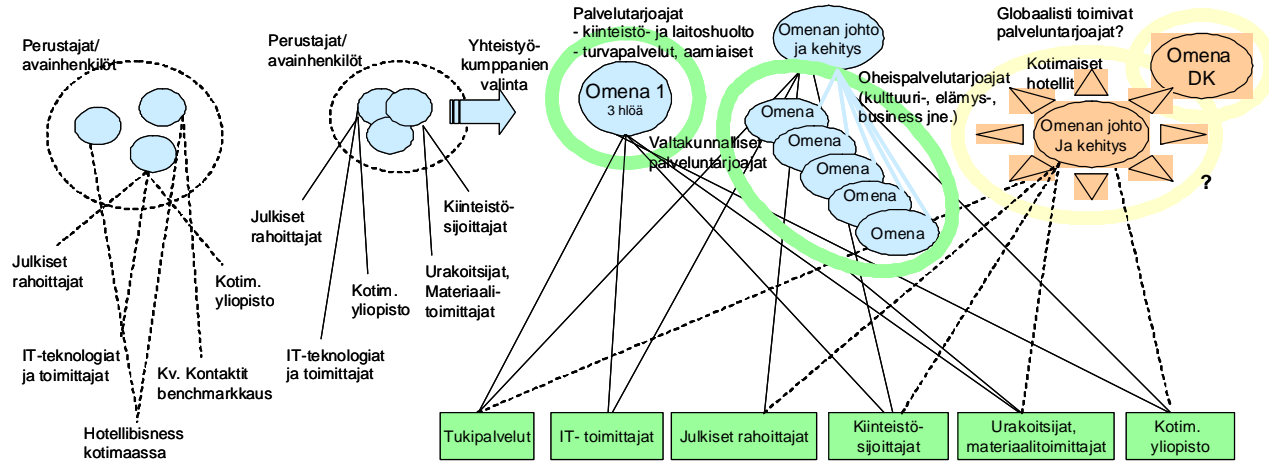 Perustajat/
avainhenkilöt
Julkiset
rahoittajat
Kotim.
yliopisto
IT-teknologiat
ja toimittajat
Kv. Kontaktit
benchmarkkaus
Hotellibisness
kotimaassa
Perustajat/
avainhenkilöt
Julkiset
rahoittajat
Kiinteistö-
sijoittajat
Kotim.
yliopisto
Urakoitsijat,
Materiaali-
toimittajat
IT-teknologiat
ja toimittajat
Yhteistyö-
kumppanien
valinta
Palvelutarjoajat
- kiinteistö- ja laitoshuolto
- turvapalvelut, aamiaiset
Omena 1
3 hlöä
Valtakunnalliset
palveluntarjoajat
Omenan johto
ja kehitys
Oheispalvelutarjoajat
(kulttuuri-, elämys-,
business jne.)
Omena
Omena
Omena
Omena
Omena
Globaalisti toimivat
palveluntarjoajat?
Kotimaiset
hotellit
Omena
DK
Omenan johto
Ja kehitys
?
Tukipalvelut
IT- toimittajat
Julkiset rahoittajat
Kiinteistö-
sijoittajat
Urakoitsijat,
materiaalitoimittajat
Kotim.
yliopisto